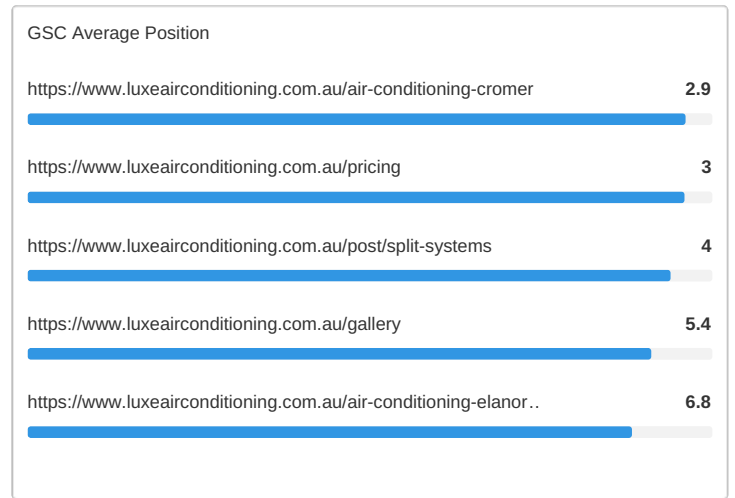 GSC Average Position
https://www.luxeairconditioning.com.au/air-conditioning-cromer 2.9
https://www.luxeairconditioning.com.au/pricing 3
https://www.luxeairconditioning.com.au/post/split-systems 4
https://www.luxeairconditioning.com.au/gallery 5.4
https://www.luxeairconditioning.com.au/air-conditioning-elanor.. 6.8